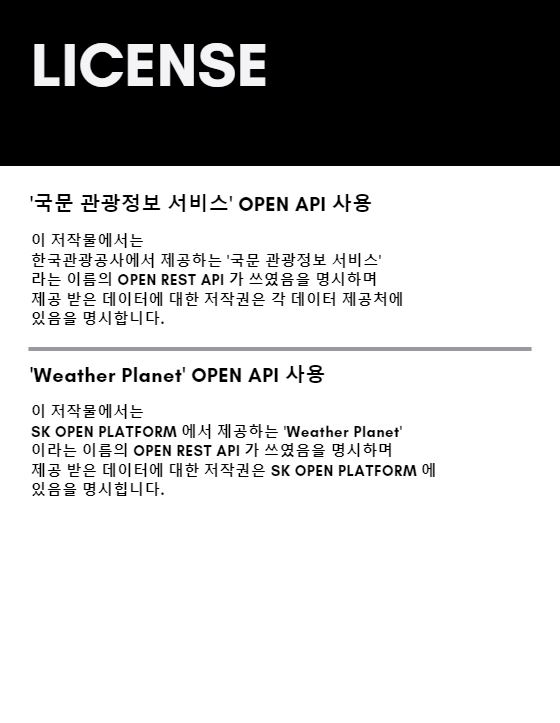 LICENSE
'국문 관광정보 서비스' OPEN API 사용
이 저작물에서는
한국관광공사에서 제공하는 '국문 관광정보 서비스'
라는 이름의 OPEN REST API 가 쓰였음을 명시하며
제공 받은 데이터에 대한 저작권은 각 데이터 제공처에
있음을 명시합니다.
'Weather Planet' OPEN API 사용
이 저작물에서는
SK OPEN PLATFORM 에서 제공하는 'Weather Planet'
이라는 이름의 OPEN REST API 가 쓰였음을 명시하며
제공 받은 데이터에 대한 저작권은 SK OPEN PLATFORM 에
있음을 명시힙니다.